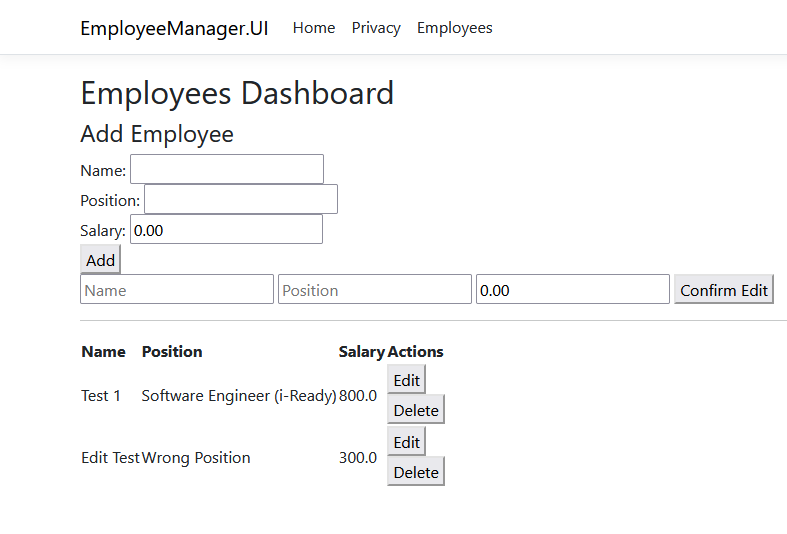 EmployeeManager.UI Home Privacy Employees
Employees Dashboard
Add Employee
Name:
Position:
Salary: 0.00
Add
Name Position 0.00 Confirm Edit
Name Position Salary Actions
Test 1 Software Engineer (i-Ready) 800.0 Edit
Delete
Edit Test Wrong Position 300.0 Edit
Delete